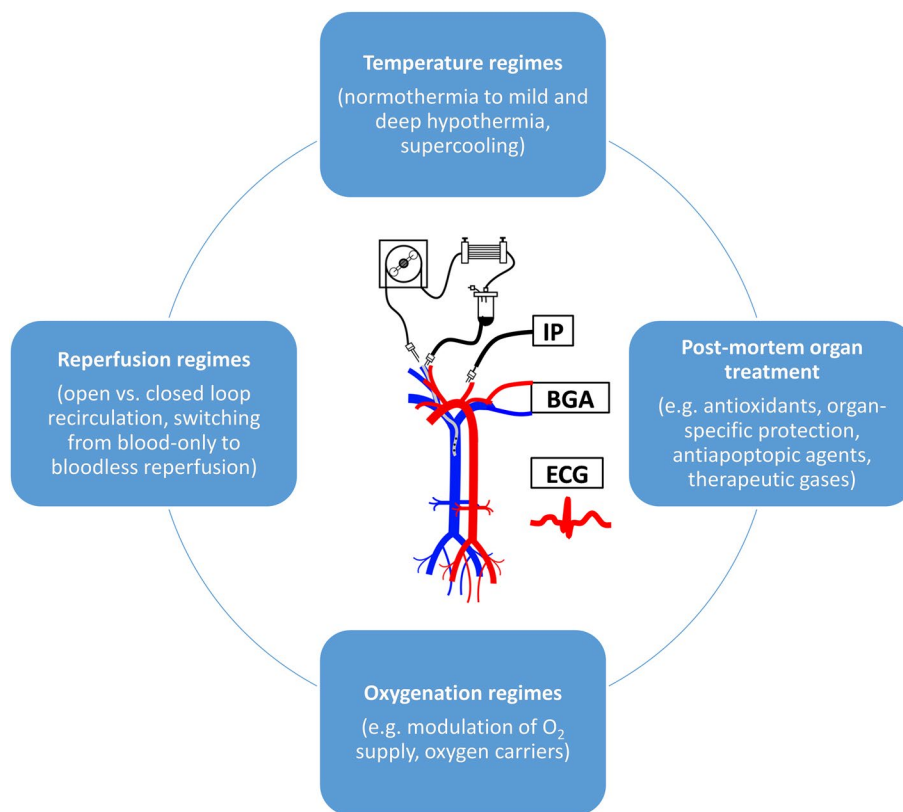 Temperature regimes
(normothermia to mild and
deep hypothermia,
supercooling)
IP
Reperfusion regimes
(open vs. closed loop
recirculation, switching
from blood-only to
bloodless reperfusion)
Post-mortem organ
treatment
(e.g. antioxidants, organ-
specific protection,
antiapoptopic agents,
therapeutic gases)
BGA
ECG
Oxygenation regimes
(e.g. modulation of O₂
supply, oxygen carriers)